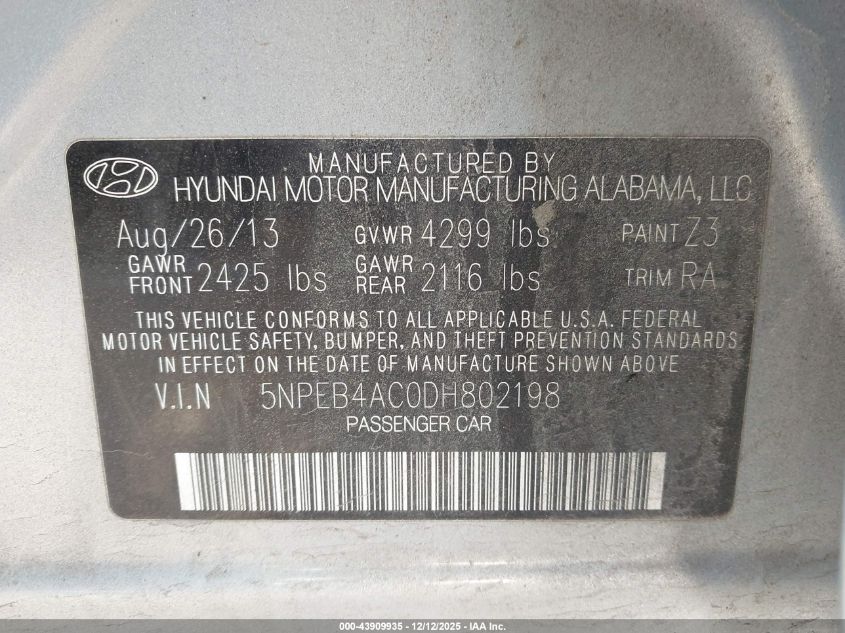 MANUFACTURED BY
HYUNDAI MOTOR MANUFACTURING ALABAMA, LLC
Aug/26/13 GVWR 4299 lbs PAINT Z3
GAWR FRONT 2425 lbs GAWR REAR 2116 lbs TRIM RA
THIS VEHICLE CONFORMS TO ALL APPLICABLE U.S.A. FEDERAL
MOTOR VEHICLE SAFETY, BUMPER, AND THEFT PREVENTION STANDARDS
IN EFFECT ON THE DATE OF MANUFACTURE SHOWN ABOVE
V.I.N 5NPEB4AC0DH802198
PASSENGER CAR
000-43909935 - 12/12/2025 - IAA Inc.